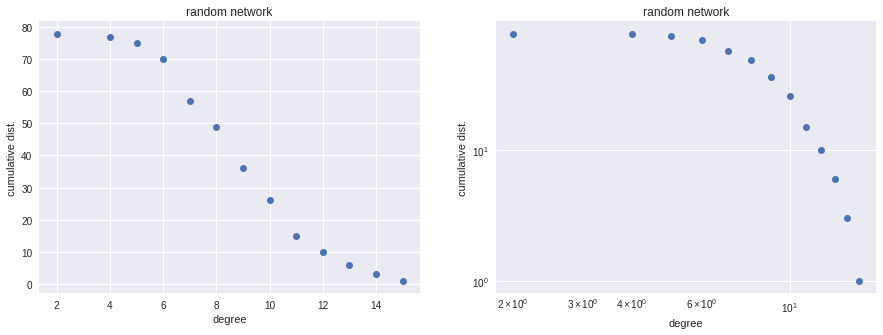 random network
80
70
60
50
40
30
20
10
0
cumulative dist.
2 4 6 8 10 12 14
degree
random network
10¹
10⁰
cumulative dist.
2 × 10⁰ 3 × 10⁰ 4 × 10⁰ 6 × 10⁰ 10¹
degree